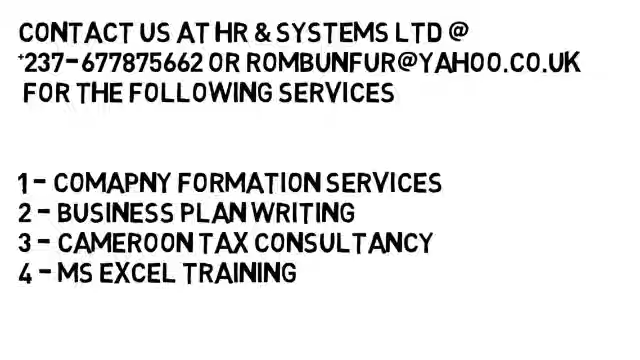 CONTACT US AT HR & SYSTEMS LTD @
+237-677875662 OR ROMBUNFUR@YAHOO.CO.UK
FOR THE FOLLOWING SERVICES
1 - COMAPNY FORMATION SERVICES
2 - BUSINESS PLAN WRITING
3 - CAMEROON TAX CONSULTANCY
4 - MS EXCEL TRAINING